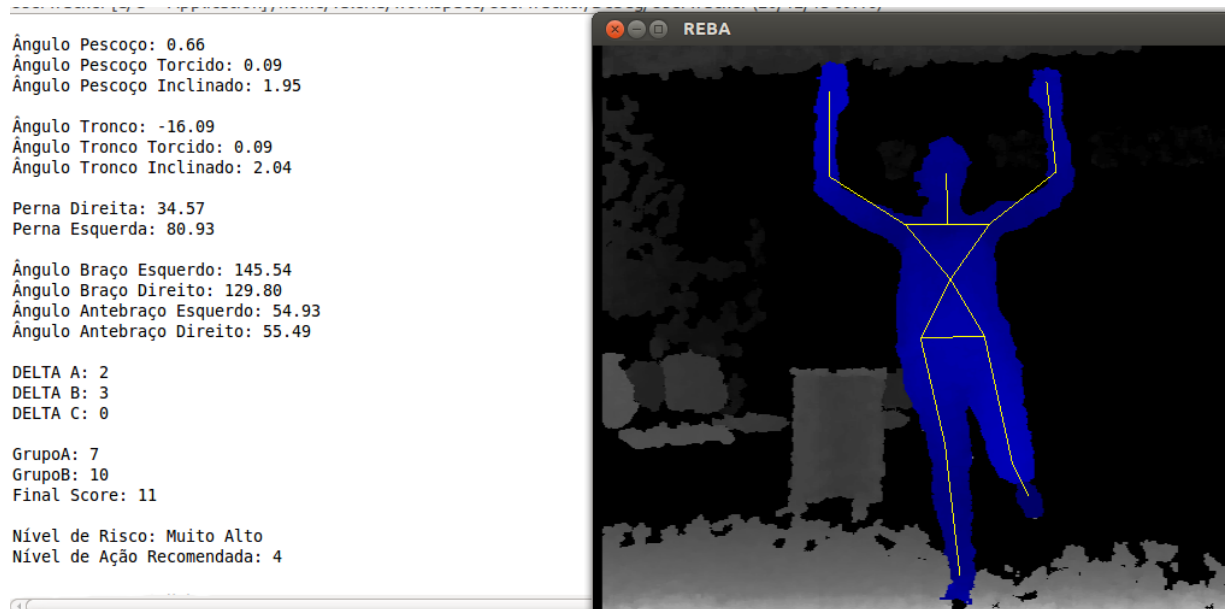 Ângulo Pescoço: 0.66
Ângulo Pescoço Torcido: 0.09
Ângulo Pescoço Inclinado: 1.95
Ângulo Tronco: -16.09
Ângulo Tronco Torcido: 0.09
Ângulo Tronco Inclinado: 2.04
Perna Direita: 34.57
Perna Esquerda: 80.93
Ângulo Braço Esquerdo: 145.54
Ângulo Braço Direito: 129.80
Ângulo Antebraço Esquerdo: 54.93
Ângulo Antebraço Direito: 55.49
DELTA A: 2
DELTA B: 3
DELTA C: 0
GrupoA: 7
GrupoB: 10
Final Score: 11
Nível de Risco: Muito Alto
Nível de Ação Recomendada: 4
REBA